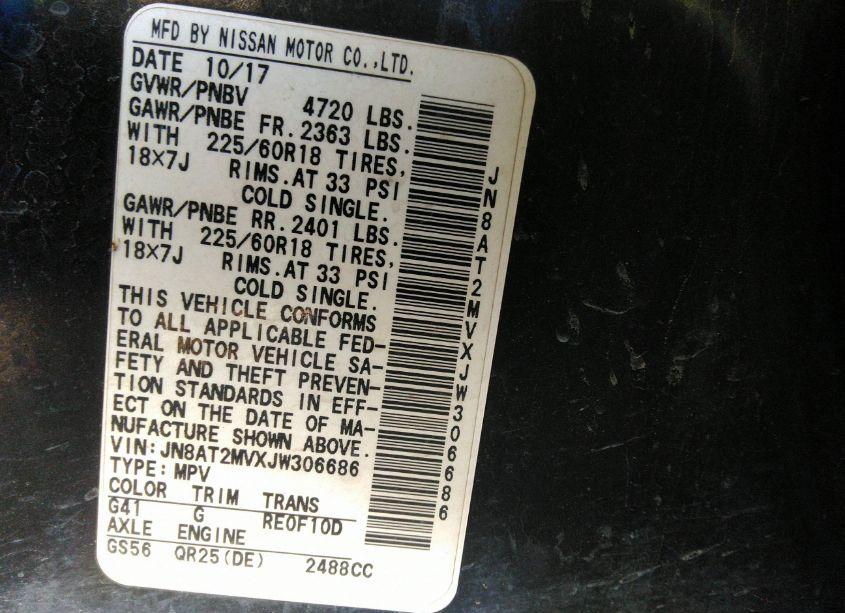 MFD BY NISSAN MOTOR CO.,LTD.
DATE 10/17
GVWR/PNBV 4720 LBS.
GAWR/PNBE FR. 2363 LBS.
WITH 225/60R18 TIRES,
18×7J RIMS.AT 33 PSI
COLD SINGLE.
GAWR/PNBE RR. 2401 LBS.
WITH 225/60R18 TIRES,
18×7J RIMS.AT 33 PSI
COLD SINGLE.
THIS VEHICLE CONFORMS
TO ALL APPLICABLE FED-
ERAL MOTOR VEHICLE SA-
FETY AND THEFT PREVEN-
TION STANDARDS IN EFF-
ECT ON THE DATE OF MA-
NUFACTURE SHOWN ABOVE.
VIN:JN8AT2MVXJW306686
TYPE:MPV
COLOR TRIM TRANS
G41 G RE0F10D
AXLE ENGINE
GS56 QR25(DE) 2488CC
JN8AT2MVXJW306686